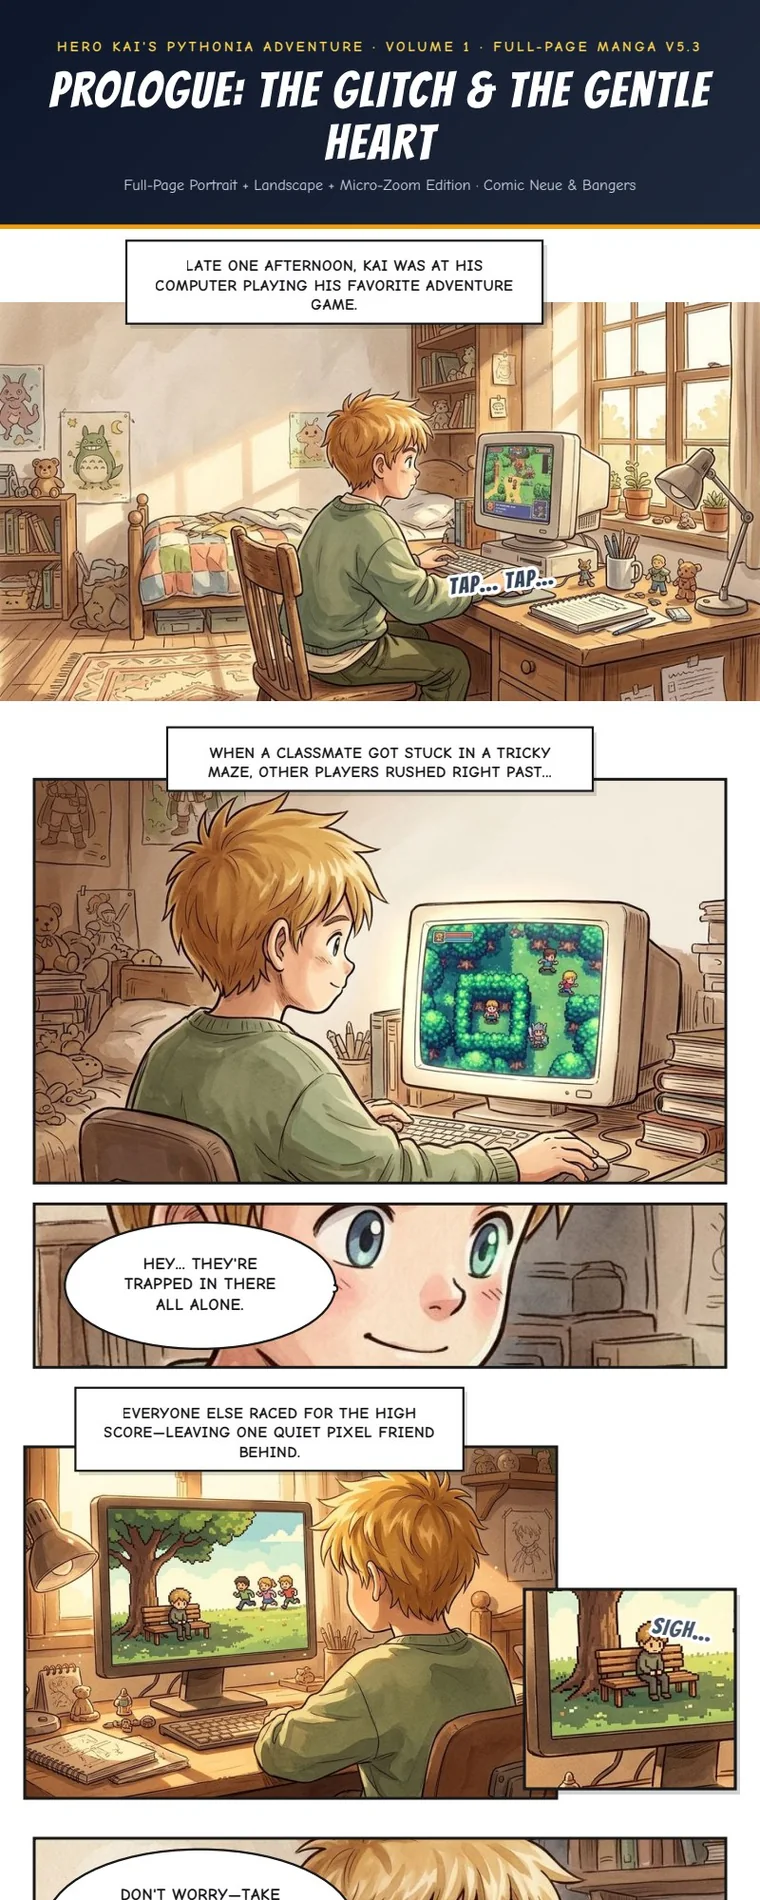 HERO KAI'S PYTHONIA ADVENTURE · VOLUME 1 · FULL-PAGE MANGA V5.3
PROLOGUE: THE GLITCH & THE GENTLE
HEART
Full-Page Portrait + Landscape + Micro-Zoom Edition · Comic Neue & Bangers
LATE ONE AFTERNOON, KAI WAS AT HIS
COMPUTER PLAYING HIS FAVORITE ADVENTURE
GAME.
TAP... TAP...
WHEN A CLASSMATE GOT STUCK IN A TRICKY
MAZE, OTHER PLAYERS RUSHED RIGHT PAST...
HEY... THEY'RE
TRAPPED IN THERE
ALL ALONE.
EVERYONE ELSE RACED FOR THE HIGH
SCORE—LEAVING ONE QUIET PIXEL FRIEND
BEHIND.
SIGH...
DON'T WORRY—TAKE